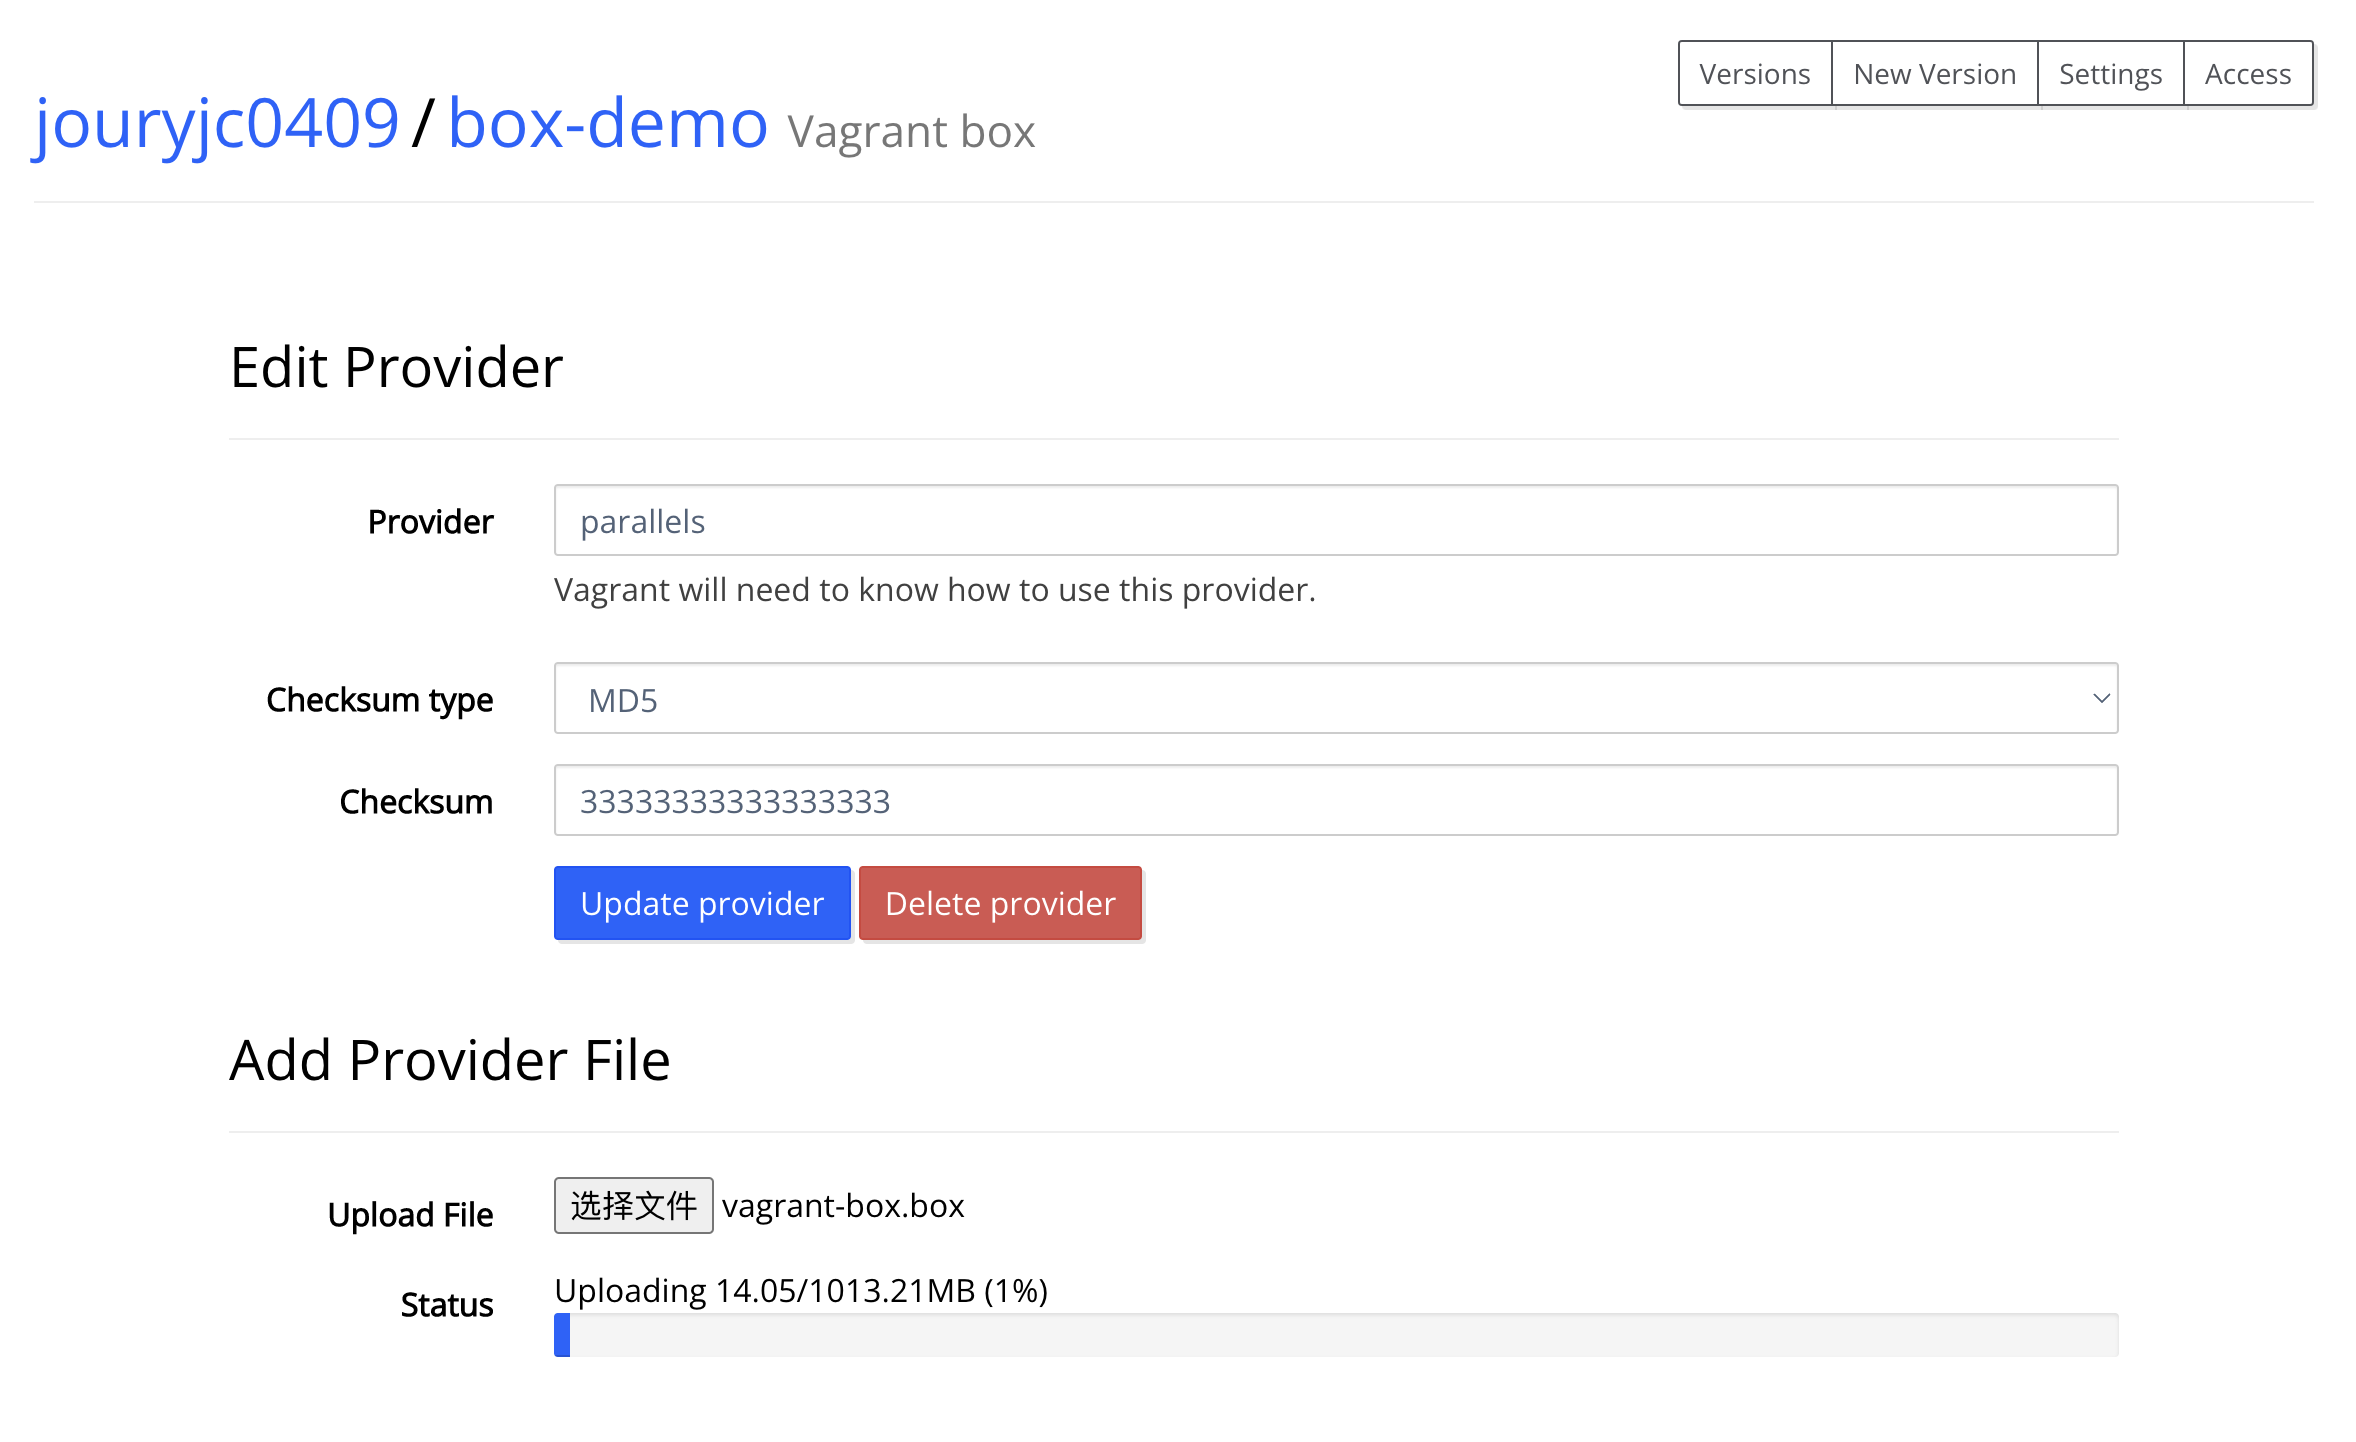 Versions New Version Settings Access
jouryjc0409 / box-demo Vagrant box
Edit Provider
Provider parallels
Vagrant will need to know how to use this provider.
Checksum type MD5
Checksum 33333333333333333
Update provider Delete provider
Add Provider File
Upload File 选择文件 vagrant-box.box
Uploading 14.05/1013.21MB (1%)
Status